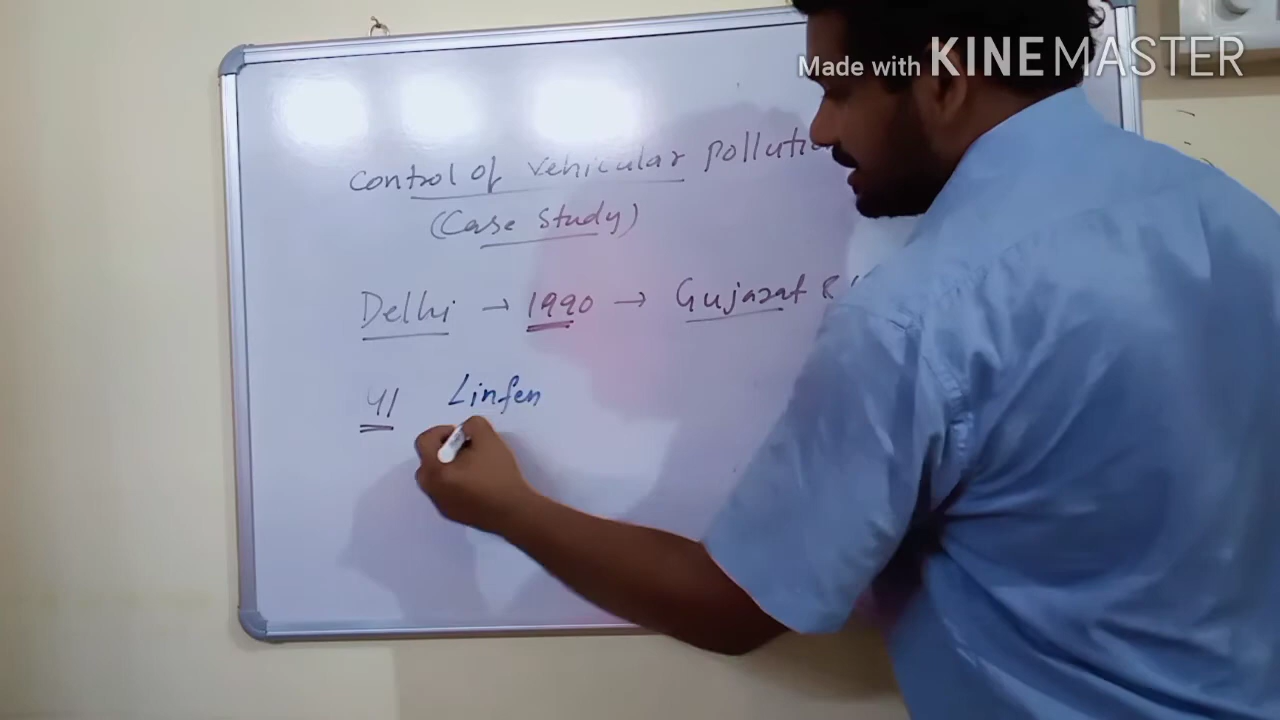 Made with KINEMASTER
Control of Vehicular pollutio
(Case Study)
Delhi → 1990 → Gujarat &
41 Linfen